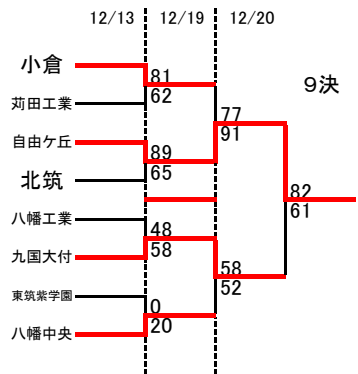 12/13 12/19 12/20
小倉
苅田工業
自由ケ丘
北筑
八幡工業
九国大付
東筑紫学園
八幡中央
81
62
89
65
48
58
0
20
77
91
58
52
9決
82
61